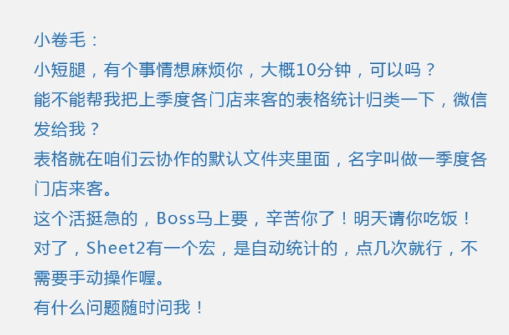 小卷毛：
小短腿，有个事情想麻烦你，大概10分钟，可以吗？
能不能帮我把上季度各门店来客的表格统计归类一下，微信
发给我？
表格就在咱们云协作的默认文件夹里面，名字叫做一季度各
门店来客。
这个活挺急的，Boss马上要，辛苦你了！明天请你吃饭！
对了，Sheet2有一个宏，是自动统计的，点几次就行，不
需要手动操作喔。
有什么问题随时问我！